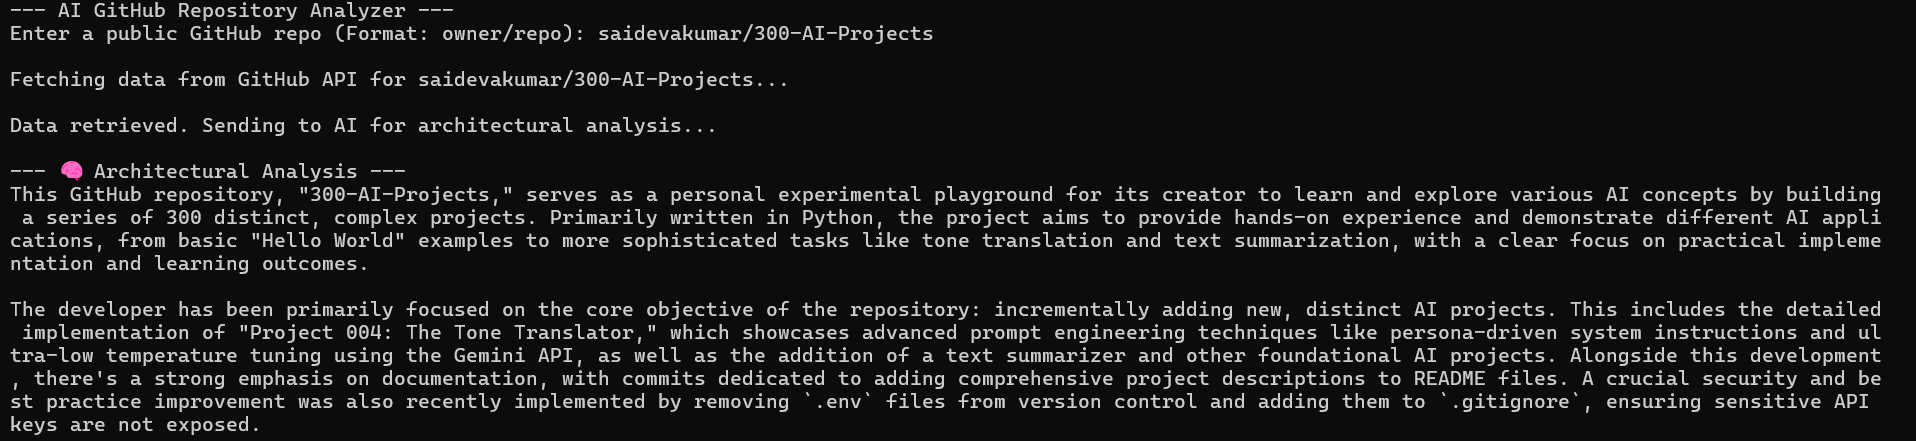 --- AI GitHub Repository Analyzer ---
Enter a public GitHub repo (Format: owner/repo): saidevakumar/300-AI-Projects
Fetching data from GitHub API for saidevakumar/300-AI-Projects...
Data retrieved. Sending to AI for architectural analysis...
--- 🧠 Architectural Analysis ---
This GitHub repository, "300-AI-Projects," serves as a personal experimental playground for its creator to learn and explore various AI concepts by building
 a series of 300 distinct, complex projects. Primarily written in Python, the project aims to provide hands-on experience and demonstrate different AI appli
cations, from basic "Hello World" examples to more sophisticated tasks like tone translation and text summarization, with a clear focus on practical impleme
ntation and learning outcomes.
The developer has been primarily focused on the core objective of the repository: incrementally adding new, distinct AI projects. This includes the detailed
 implementation of "Project 004: The Tone Translator," which showcases advanced prompt engineering techniques like persona-driven system instructions and ul
tra-low temperature tuning using the Gemini API, as well as the addition of a text summarizer and other foundational AI projects. Alongside this development
, there's a strong emphasis on documentation, with commits dedicated to adding comprehensive project descriptions to README files. A crucial security and be
st practice improvement was also recently implemented by removing `.env` files from version control and adding them to `.gitignore`, ensuring sensitive API
keys are not exposed.